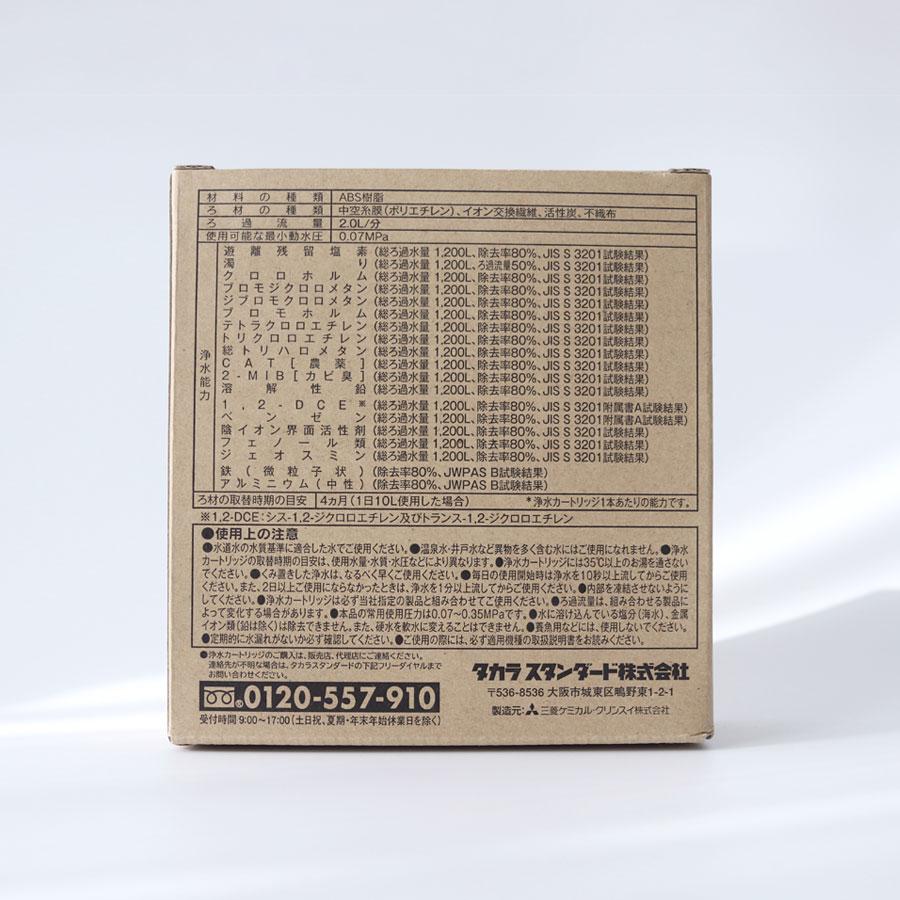 材料の種類 ABS樹脂
ろ材の種類 中空糸膜(ポリエチレン)、イオン交換繊維、活性炭、不織布
ろ過流量 2.0L/分
使用可能な最小動水圧 0.07MPa
浄水能力
遊離残留塩素 (総ろ過水量 1,200L、除去率80%、JIS S 3201試験結果)
濁り (総ろ過水量 1,200L、ろ過流量50%、JIS S 3201試験結果)
クロロホルム (総ろ過水量 1,200L、除去率80%、JIS S 3201試験結果)
ブロモジクロロメタン (総ろ過水量 1,200L、除去率80%、JIS S 3201試験結果)
ジブロモクロロメタン (総ろ過水量 1,200L、除去率80%、JIS S 3201試験結果)
ブロモホルム (総ろ過水量 1,200L、除去率80%、JIS S 3201試験結果)
テトラクロロエチレン (総ろ過水量 1,200L、除去率80%、JIS S 3201試験結果)
トリクロロエチレン (総ろ過水量 1,200L、除去率80%、JIS S 3201試験結果)
総トリハロメタン (総ろ過水量 1,200L、除去率80%、JIS S 3201試験結果)
CAT[農薬] (総ろ過水量 1,200L、除去率80%、JIS S 3201試験結果)
2-MIB[カビ臭] (総ろ過水量 1,200L、除去率80%、JIS S 3201試験結果)
溶解性鉛 (総ろ過水量 1,200L、除去率80%、JIS S 3201試験結果)
1,2-DCE※ (総ろ過水量 1,200L、除去率80%、JIS S 3201附属書A試験結果)
ベンゼン (総ろ過水量 1,200L、除去率80%、JIS S 3201附属書A試験結果)
陰イオン界面活性剤 (総ろ過水量 1,200L、除去率80%、JIS S 3201試験結果)
フェノール類 (総ろ過水量 1,200L、除去率80%、JIS S 3201試験結果)
ジェオスミン (総ろ過水量 1,200L、除去率80%、JIS S 3201試験結果)
鉄(微粒子状) (除去率80%、JWPAS B試験結果)
アルミニウム(中性) (除去率80%、JWPAS B試験結果)
ろ材の取替時期の目安 4ヵ月(1日10L使用した場合) *浄水カートリッジ1本あたりの能力です。
※1,2-DCE:シス-1,2-ジクロロエチレン及びトランス-1,2-ジクロロエチレン
●使用上の注意
●水道水の水質基準に適合した水でご使用ください。●温泉水・井戸水など異物を多く含む水にはご使用になれません。●浄水
カートリッジの取替時期の目安は、使用水量・水質・水圧などにより異なります。●浄水カートリッジには35℃以上のお湯を通さない
でください。●くみ置きした浄水は、なるべく早くご使用ください。●毎日の使用開始時は浄水を10秒以上流してからご使用
ください。また、2日以上ご使用にならなかったときは、浄水を1分以上流してからご使用ください。●内部を凍結させないように
してください。●浄水カートリッジは必ず当社指定の製品と組み合わせてご使用ください。●ろ過流量は、組み合わせる製品に
よって変化する場合があります。●本品の常用使用圧力は0.07~0.35MPaです。●水に溶け込んでいる塩分(海水)、金属
イオン類(鉛は除く)は除去できません。また、硬水を軟水に変えることはできません。●養魚用などには、使用しないでください。
●定期的に水漏れがないか必ず確認してください。●ご使用の際には、必ず適用機種の取扱説明書をお読みください。
●浄水カートリッジのご購入は、販売店、代理店にご連絡ください。
連絡先が不明な場合は、タカラスタンダードの下記フリーダイヤルまで
お問い合わせください。
0120-557-910
受付時間 9:00~17:00(土日祝、夏期・年末年始休業日を除く)
タカラスタンダード株式会社
〒536-8536 大阪市城東区鴫野東1-2-1
製造元:三菱ケミカル・クリンスイ株式会社